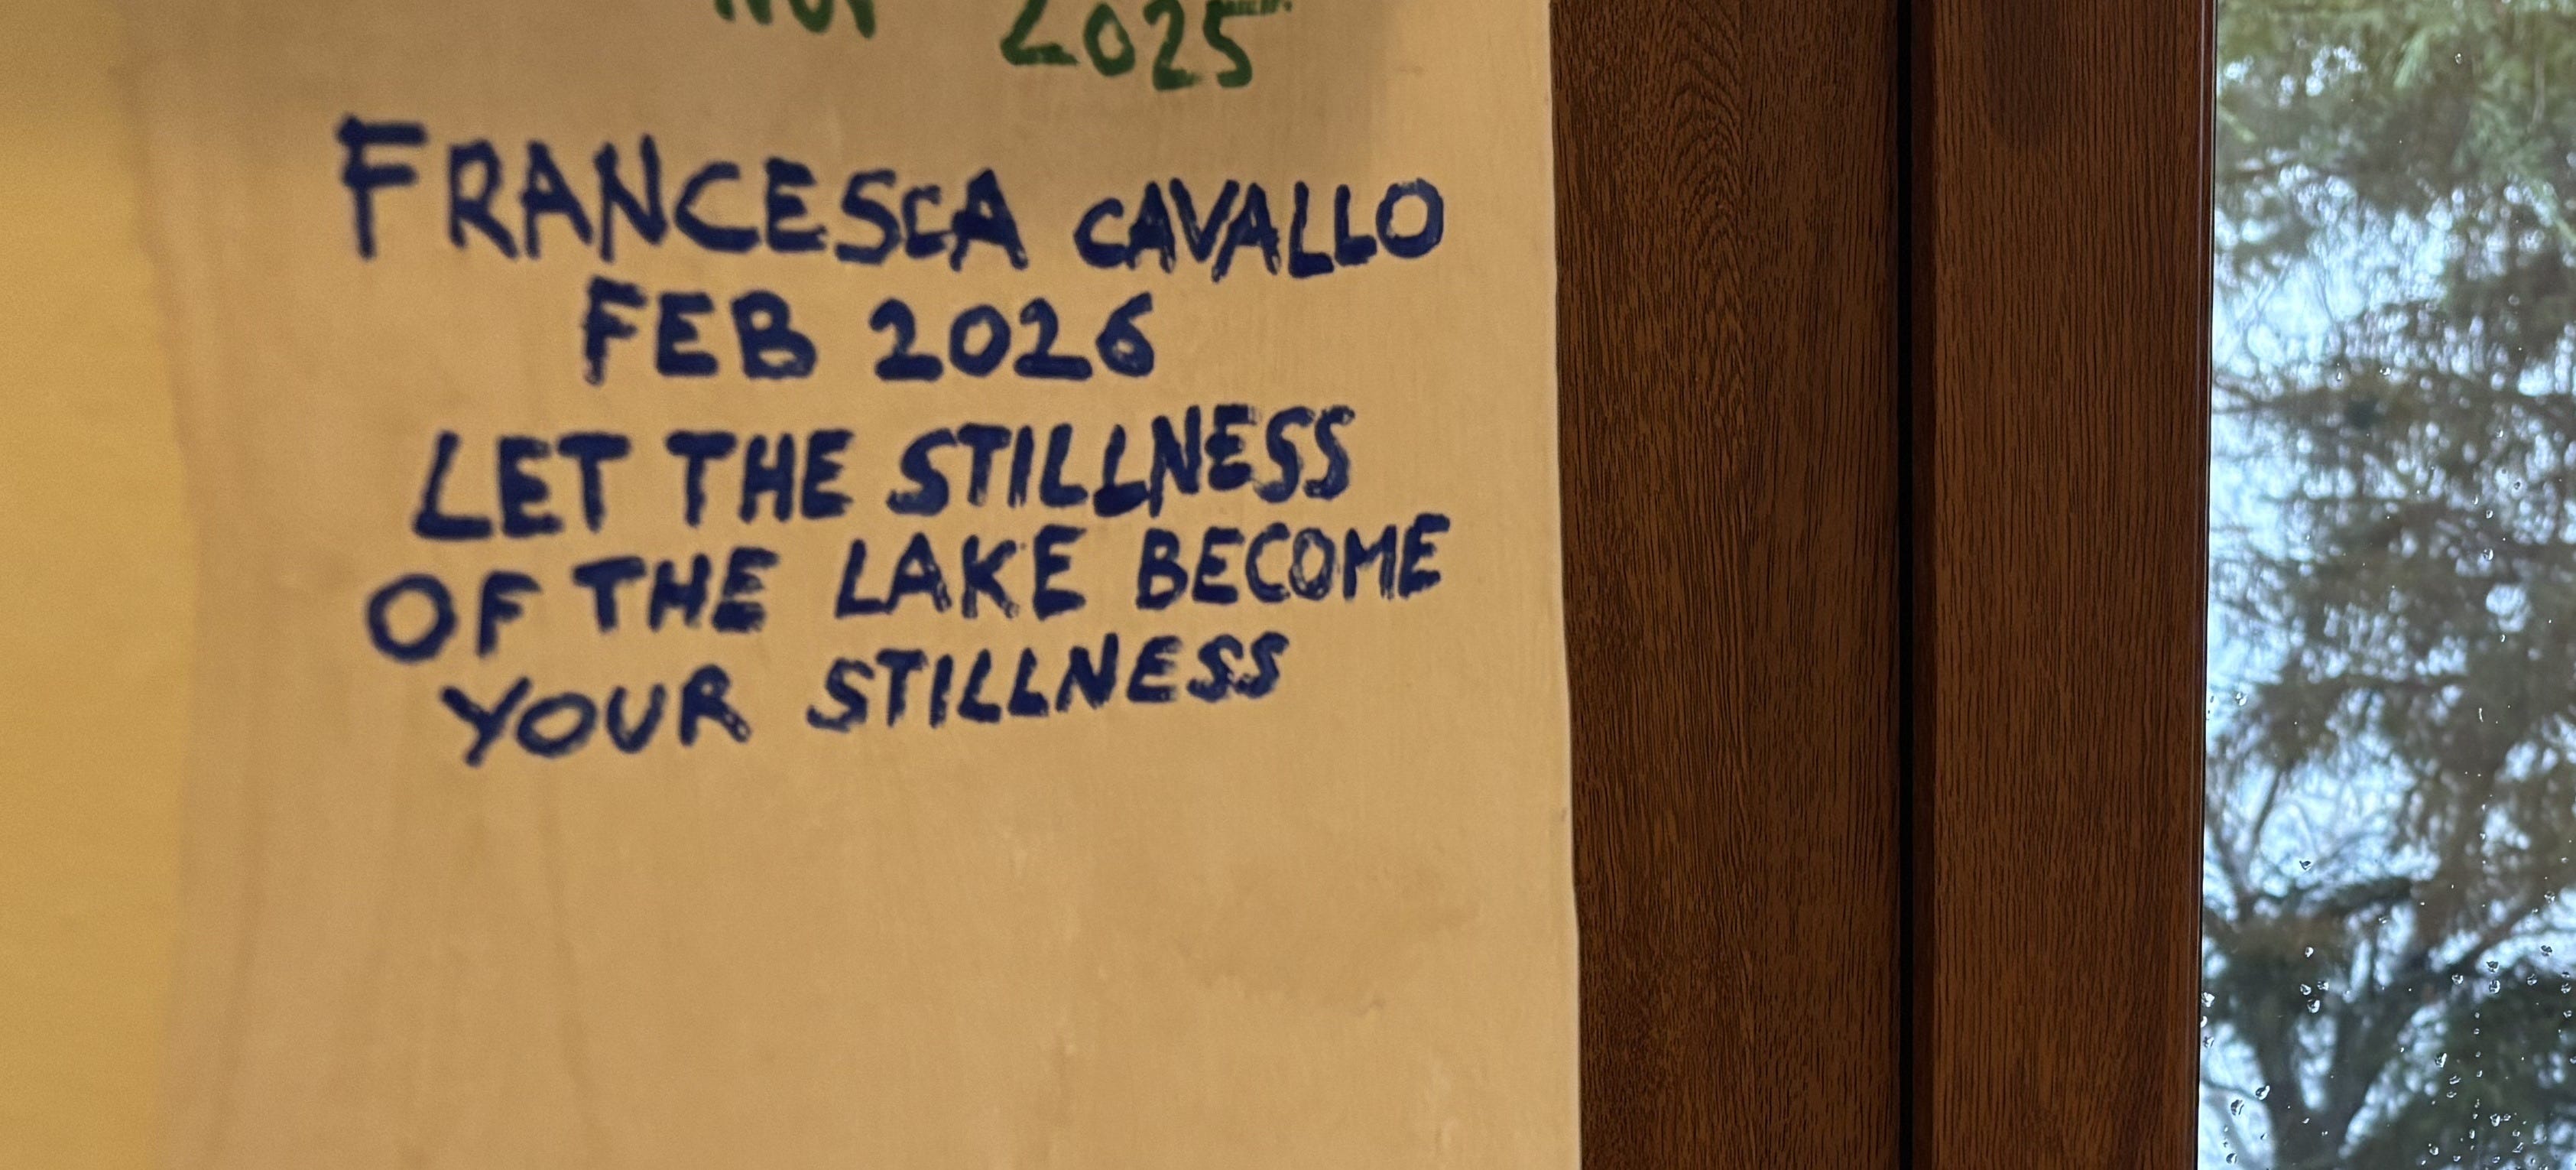 2025
FRANCESCA CAVALLO
FEB 2026
LET THE STILLNESS
OF THE LAKE BECOME
YOUR STILLNESS